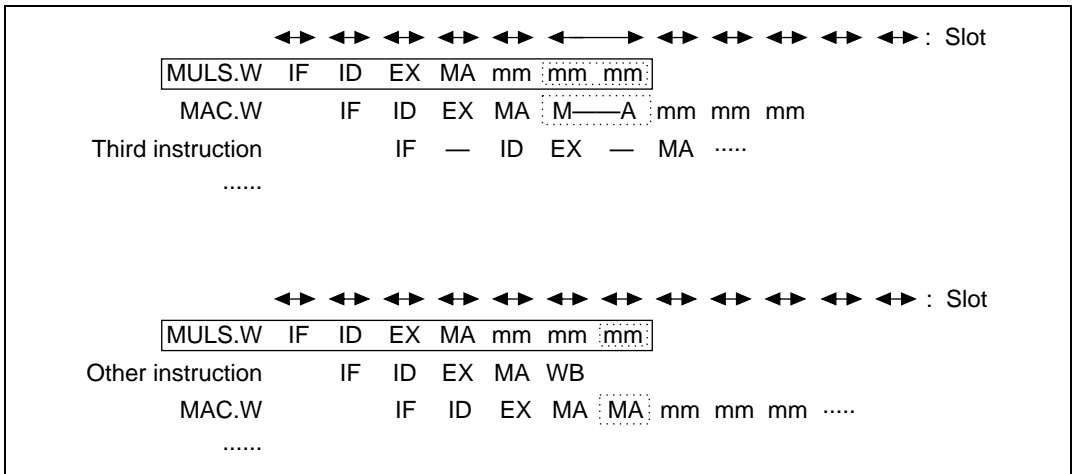 : Slot
MULS.W IF ID EX MA mm mm mm
MAC.W IF ID EX MA M——A mm mm mm
Third instruction IF — ID EX — MA ·····
······
: Slot
MULS.W IF ID EX MA mm mm mm
Other instruction IF ID EX MA WB
MAC.W IF ID EX MA MA mm mm mm ·····
······